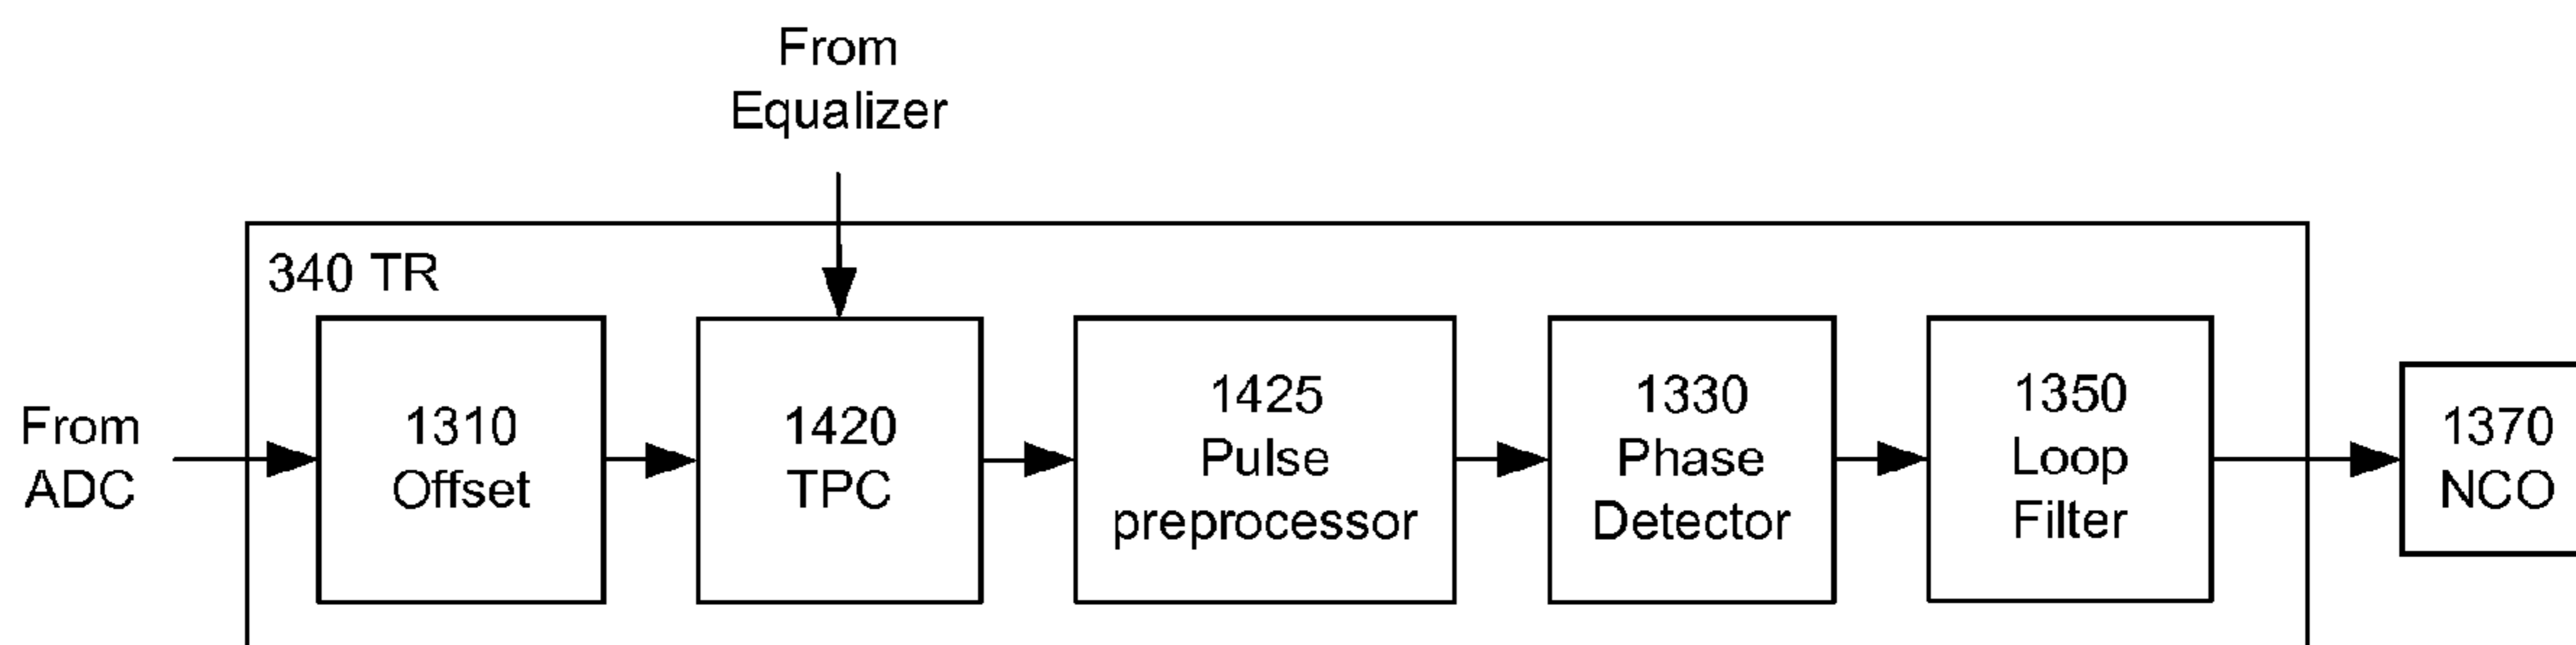 From
Equalizer
340 TR
From
ADC
1310
Offset
1420
TPC
1425
Pulse
preprocessor
1330
Phase
Detector
1350
Loop
Filter
1370
NCO